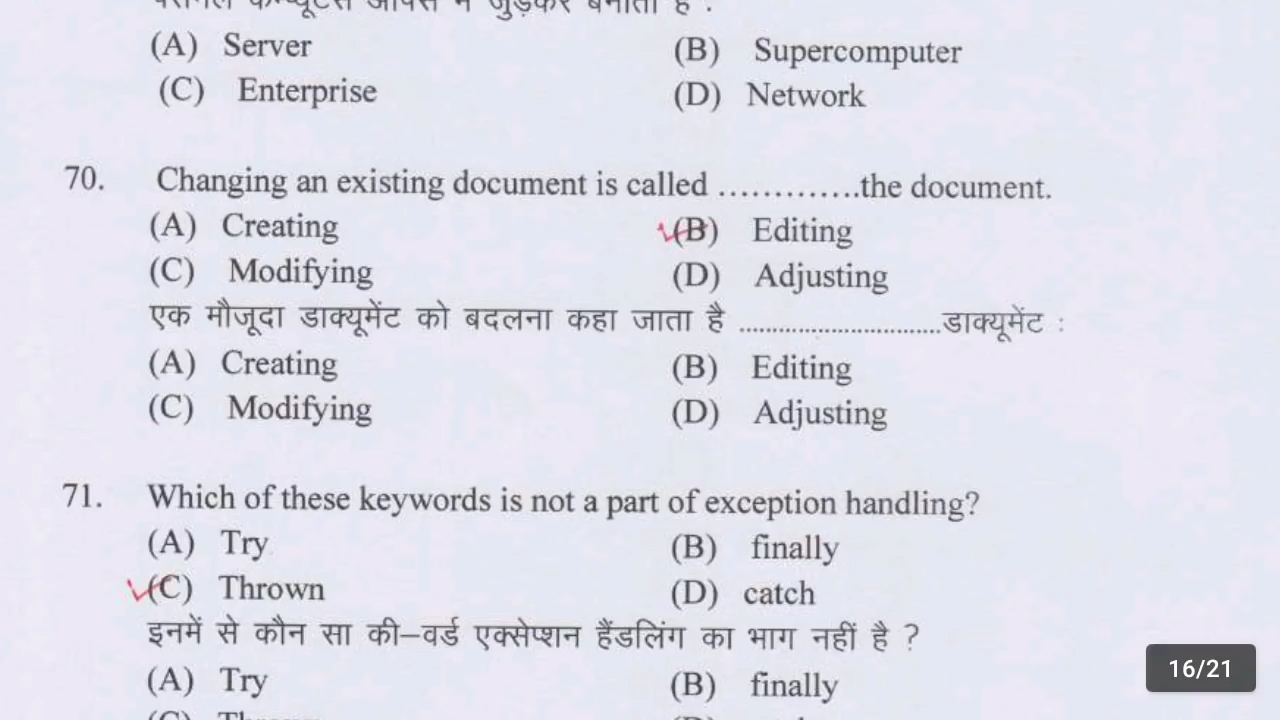 (A) Server (B) Supercomputer
(C) Enterprise (D) Network
70. Changing an existing document is called .............the document.
(A) Creating (B) Editing
(C) Modifying (D) Adjusting
एक मौजूदा डाक्यूमेंट को बदलना कहा जाता है ................................डाक्यूमेंट :
(A) Creating (B) Editing
(C) Modifying (D) Adjusting
71. Which of these keywords is not a part of exception handling?
(A) Try (B) finally
(C) Thrown (D) catch
इनमें से कौन सा की–वर्ड एक्सेप्शन हैंडलिंग का भाग नहीं है ?
(A) Try (B) finally
16/21